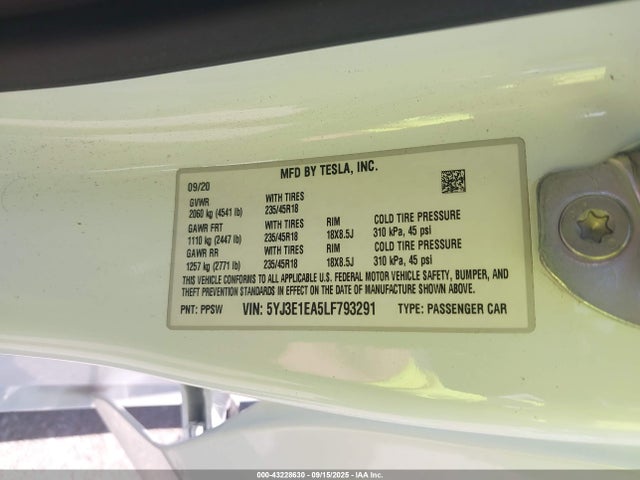 MFD BY TESLA, INC.
09/20
GVWR WITH TIRES
2060 kg (4541 lb) 235/45R18
GAWR FRT WITH TIRES RIM COLD TIRE PRESSURE
1110 kg (2447 lb) 235/45R18 18X8.5J 310 kPa, 45 psi
GAWR RR WITH TIRES RIM COLD TIRE PRESSURE
1257 kg (2771 lb) 235/45R18 18X8.5J 310 kPa, 45 psi
THIS VEHICLE CONFORMS TO ALL APPLICABLE U.S. FEDERAL MOTOR VEHICLE SAFETY, BUMPER, AND
THEFT PREVENTION STANDARDS IN EFFECT ON THE DATE OF MANUFACTURE SHOWN ABOVE.
PNT: PPSW VIN: 5YJ3E1EA5LF793291 TYPE: PASSENGER CAR
000-43228630 - 09/15/2025 - IAA Inc.